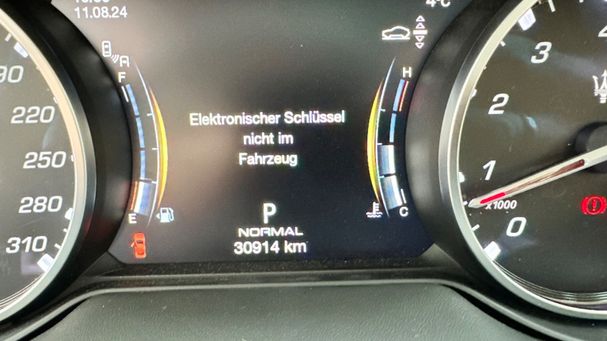 11.08.24
A
F
H
Elektronischer Schlüssel
nicht im
Fahrzeug
E
C
P
NORMAL
30914 km
220
250
280
310
4
3
2
1
0
x1000